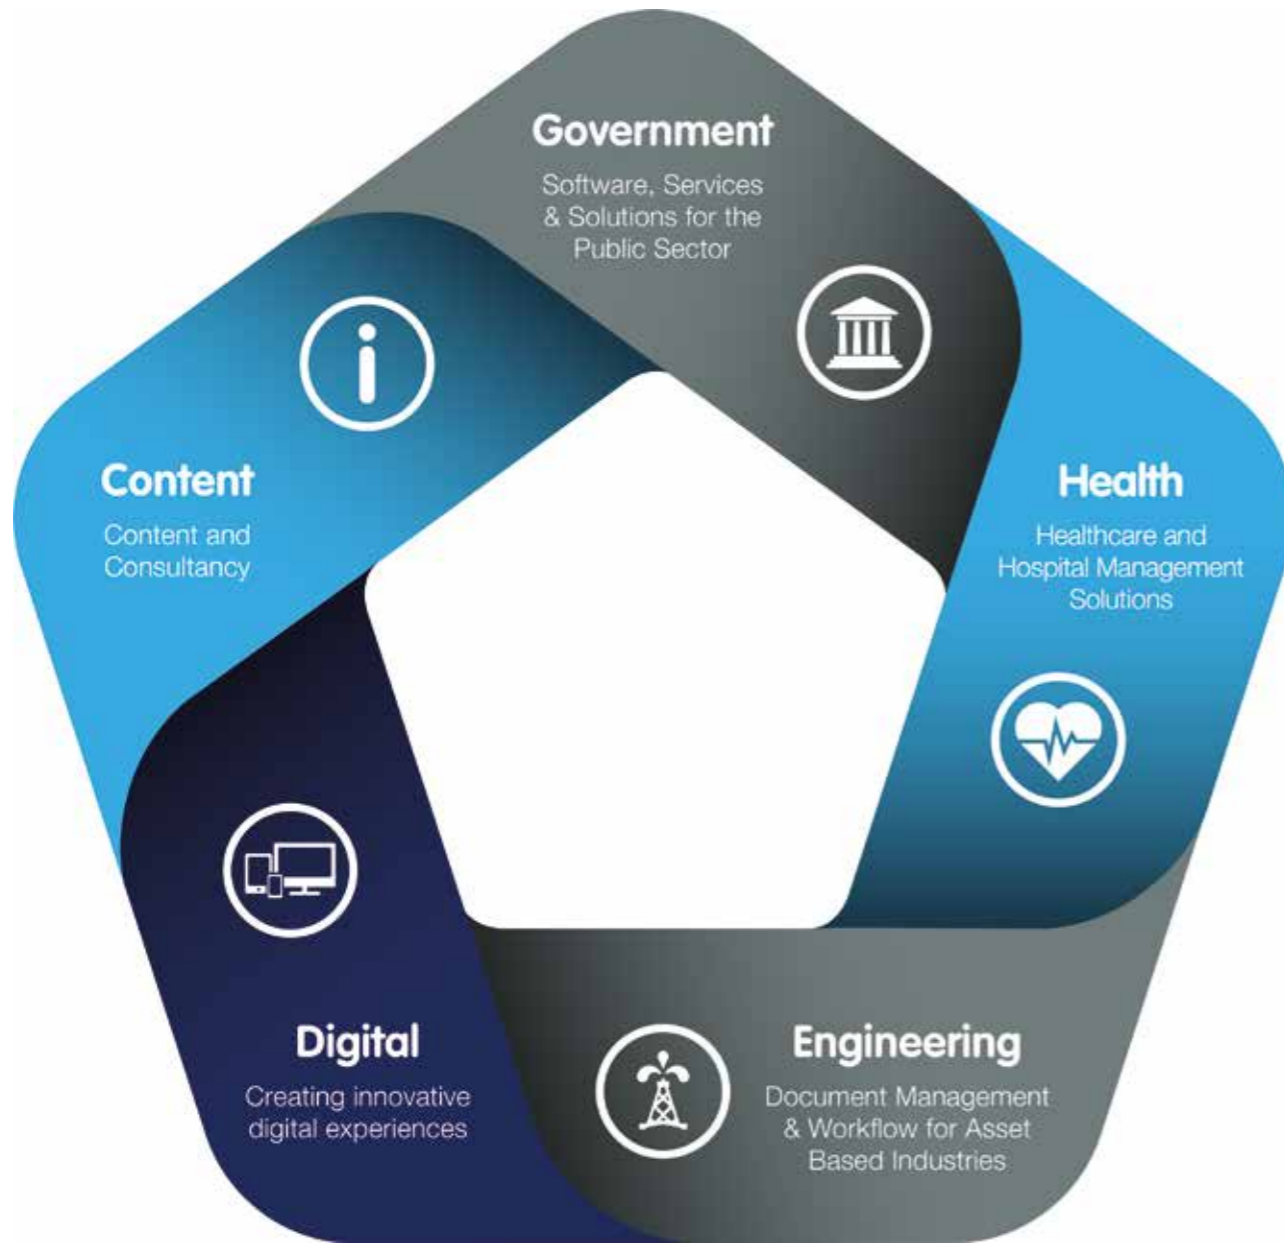 Government
Software, Services
& Solutions for the
Public Sector
Content
Content and
Consultancy
Health
Healthcare and
Hospital Management
Solutions
Digital
Creating innovative
digital experiences
Engineering
Document Management
& Workflow for Asset
Based Industries